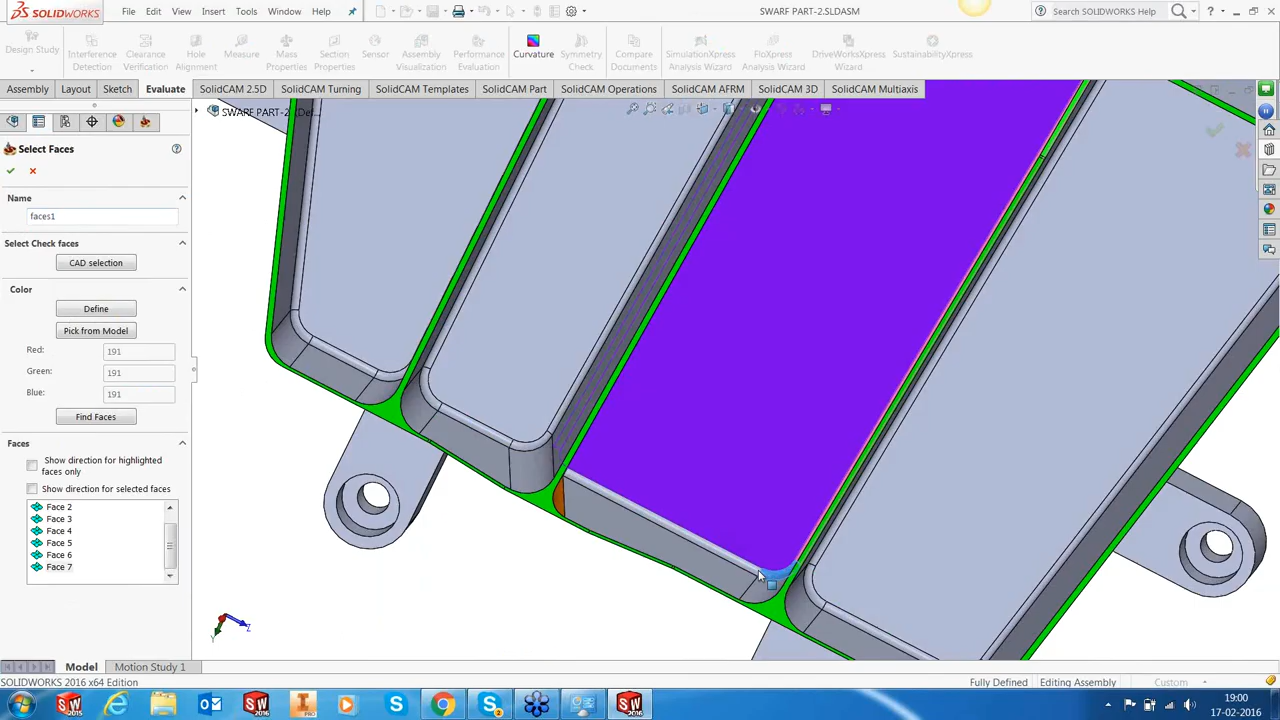 SOLIDWORKS File Edit View Insert Tools Window Help SWARF PART-2.SLDASM Search SOLIDWORKS Help
Design Study Interference Detection Clearance Verification Hole Alignment Measure Mass Properties Section Properties Sensor Assembly Visualization Performance Evaluation Curvature Symmetry Check Compare Documents SimulationXpress Analysis Wizard FloXpress Analysis Wizard DriveWorksXpress Wizard SustainabilityXpress
Assembly Layout Sketch Evaluate SolidCAM 2.5D SolidCAM Turning SolidCAM Templates SolidCAM Part SolidCAM Operations SolidCAM AFRM SolidCAM 3D SolidCAM Multiaxis
SWARF PART-2
Select Faces
Name
faces1
Select Check faces
CAD selection
Color
Define
Pick from Model
Red: 191
Green: 191
Blue: 191
Find Faces
Faces
Show direction for highlighted
faces only
Show direction for selected faces
Face 2
Face 3
Face 4
Face 5
Face 6
Face 7
Y Z
Model Motion Study 1
SOLIDWORKS 2016 x64 Edition Fully Defined Editing Assembly Custom
19:00
17-02-2016